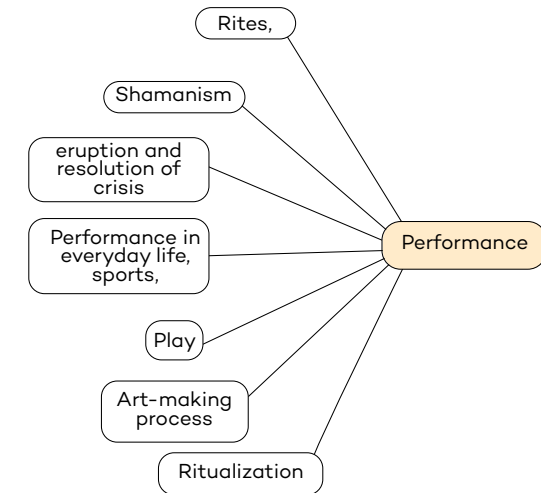 Rites,
Shamanism
eruption and
resolution of
crisis
Performance in
everyday life,
sports,
Performance
Play
Art-making
process
Ritualization